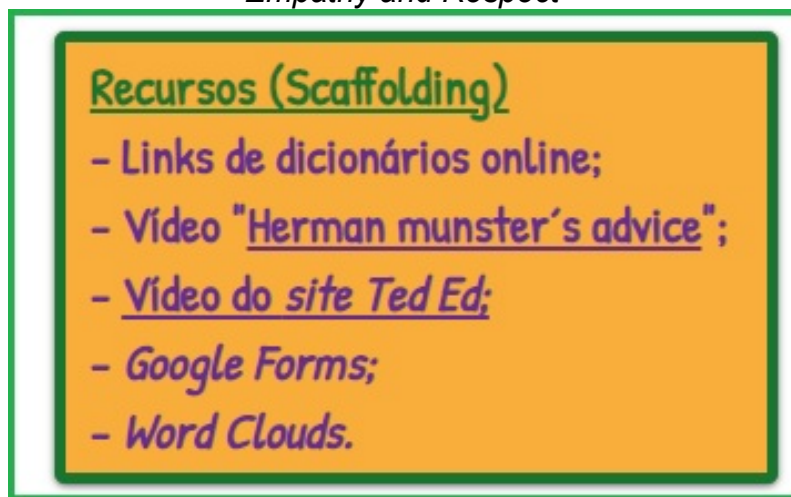 Empathy and Respect
Recursos (Scaffolding)
- Links de dicionários online;
- Vídeo "Herman munster´s advice";
- Vídeo do site Ted Ed;
- Google Forms;
- Word Clouds.